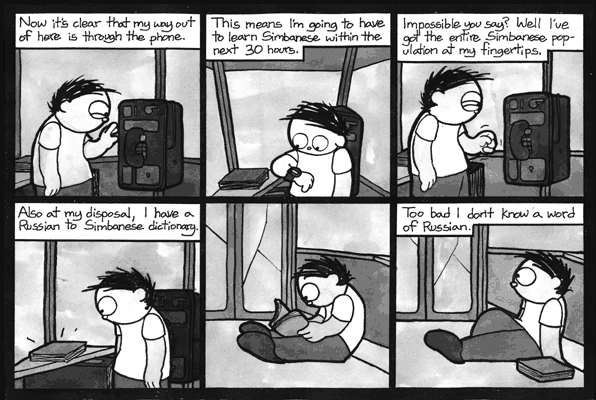 Now it's clear that my way out
of here is through the phone.
This means I'm going to have
to learn Simbanese within the
next 30 hours.
Impossible you say? Well I've
got the entire Simbanese pop-
ulation at my fingertips.
Also at my disposal, I have a
Russian to Simbanese dictionary.
Too bad I don't know a word
of Russian.